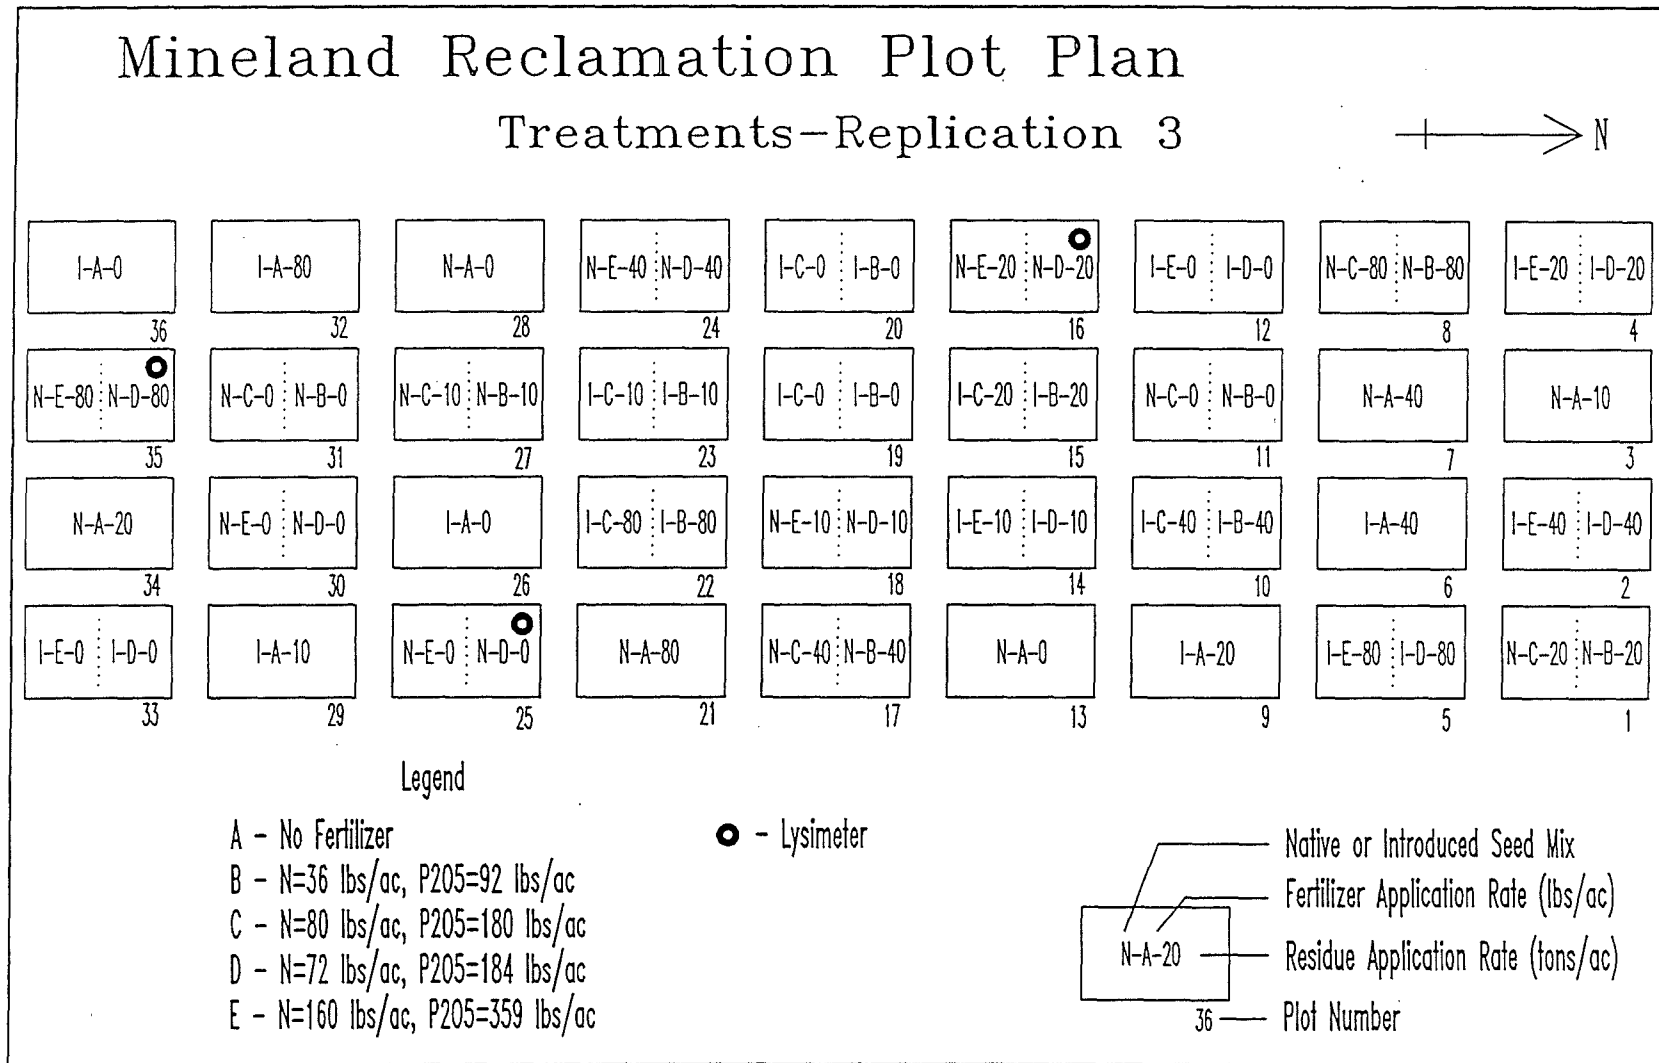 Mineland Reclamation Plot Plan
Treatments-Replication 3
N
I-A-0 I-A-80 N-A-0 N-E-40 N-D-40 I-C-0 I-B-0 N-E-20 N-D-20 I-E-0 I-D-0 N-C-80 N-B-80 I-E-20 I-D-20
36 32 28 24 20 16 12 8 4
N-E-80 N-D-80 N-C-0 N-B-0 N-C-10 N-B-10 I-C-10 I-B-10 I-C-0 I-B-0 I-C-20 I-B-20 N-C-0 N-B-0 N-A-40 N-A-10
35 31 27 23 19 15 11 7 3
N-A-20 N-E-0 N-D-0 I-A-0 I-C-80 I-B-80 N-E-10 N-D-10 I-E-10 I-D-10 I-C-40 I-B-40 I-A-40 I-E-40 I-D-40
34 30 26 22 18 14 10 6 2
I-E-0 I-D-0 I-A-10 N-E-0 N-D-0 N-A-80 N-C-40 N-B-40 N-A-0 I-A-20 I-E-80 I-D-80 N-C-20 N-B-20
33 29 25 21 17 13 9 5 1
Legend
A - No Fertilizer
B - N=36 lbs/ac, P205=92 lbs/ac
C - N=80 lbs/ac, P205=180 lbs/ac
D - N=72 lbs/ac, P205=184 lbs/ac
E - N=160 lbs/ac, P205=359 lbs/ac
- Lysimeter
Native or Introduced Seed Mix
Fertilizer Application Rate (lbs/ac)
N-A-20
Residue Application Rate (tons/ac)
36
Plot Number